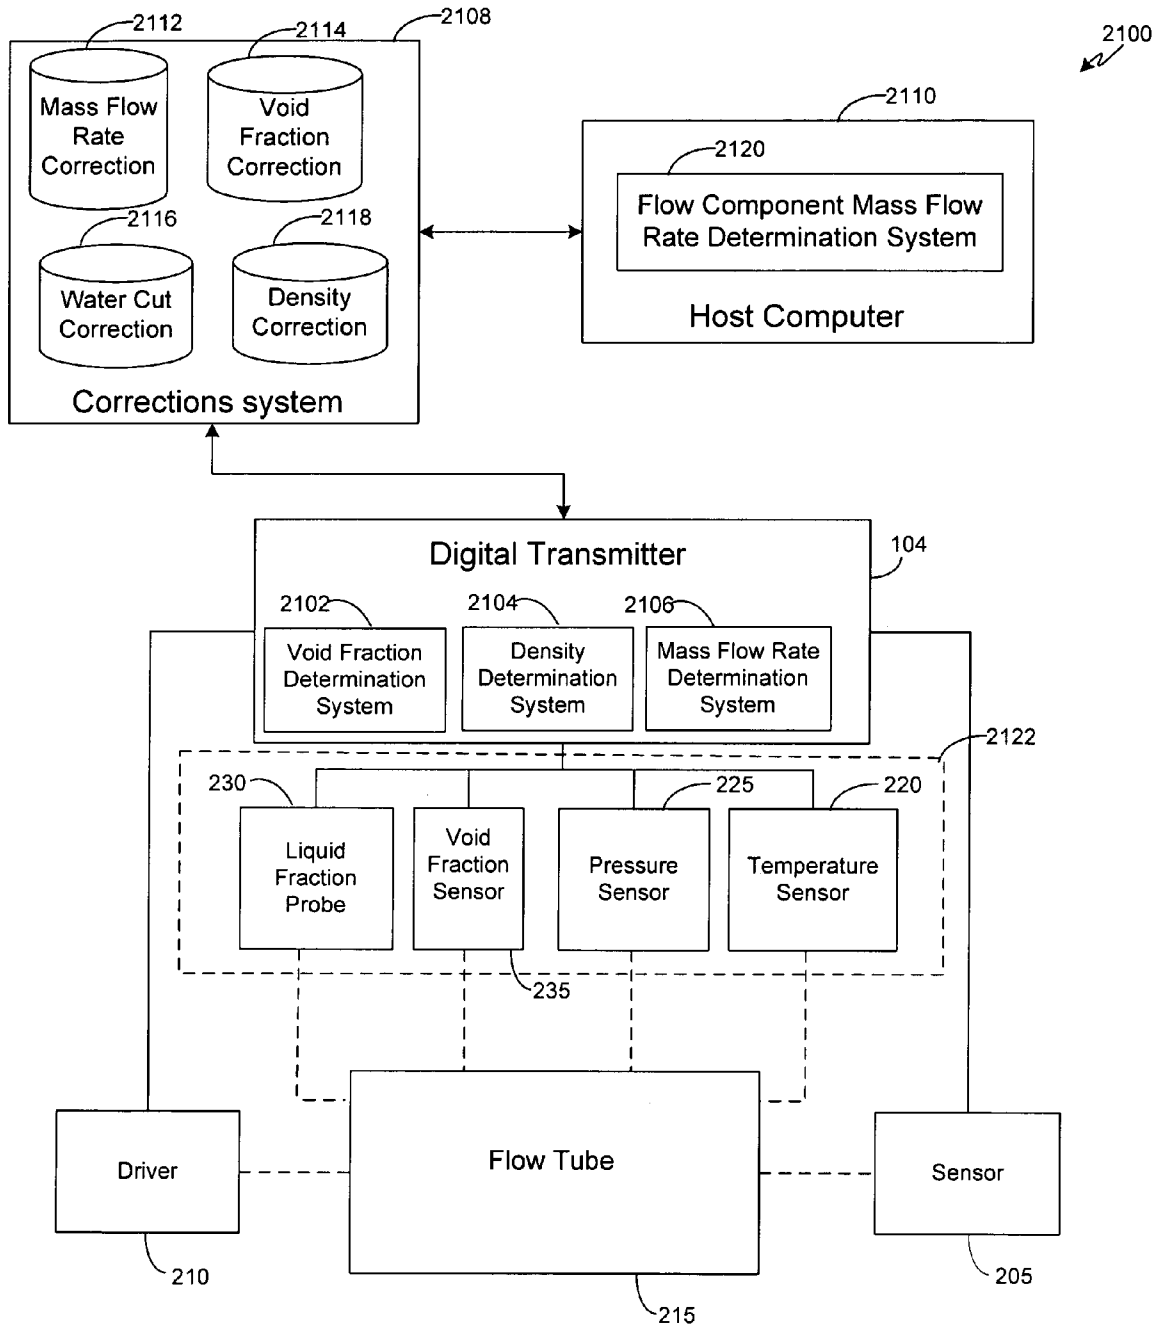 2112
2114
2108
2100
Mass Flow
Rate
Correction
Void
Fraction
Correction
2110
2120
Flow Component Mass Flow
Rate Determination System
2116
2118
Water Cut
Correction
Density
Correction
Host Computer
Corrections system
Digital Transmitter
104
2102
2104
2106
Void Fraction
Determination
System
Density
Determination
System
Mass Flow Rate
Determination
System
2122
230
225
220
Liquid
Fraction
Probe
Void
Fraction
Sensor
Pressure
Sensor
Temperature
Sensor
235
Driver
Flow Tube
Sensor
210
205
215